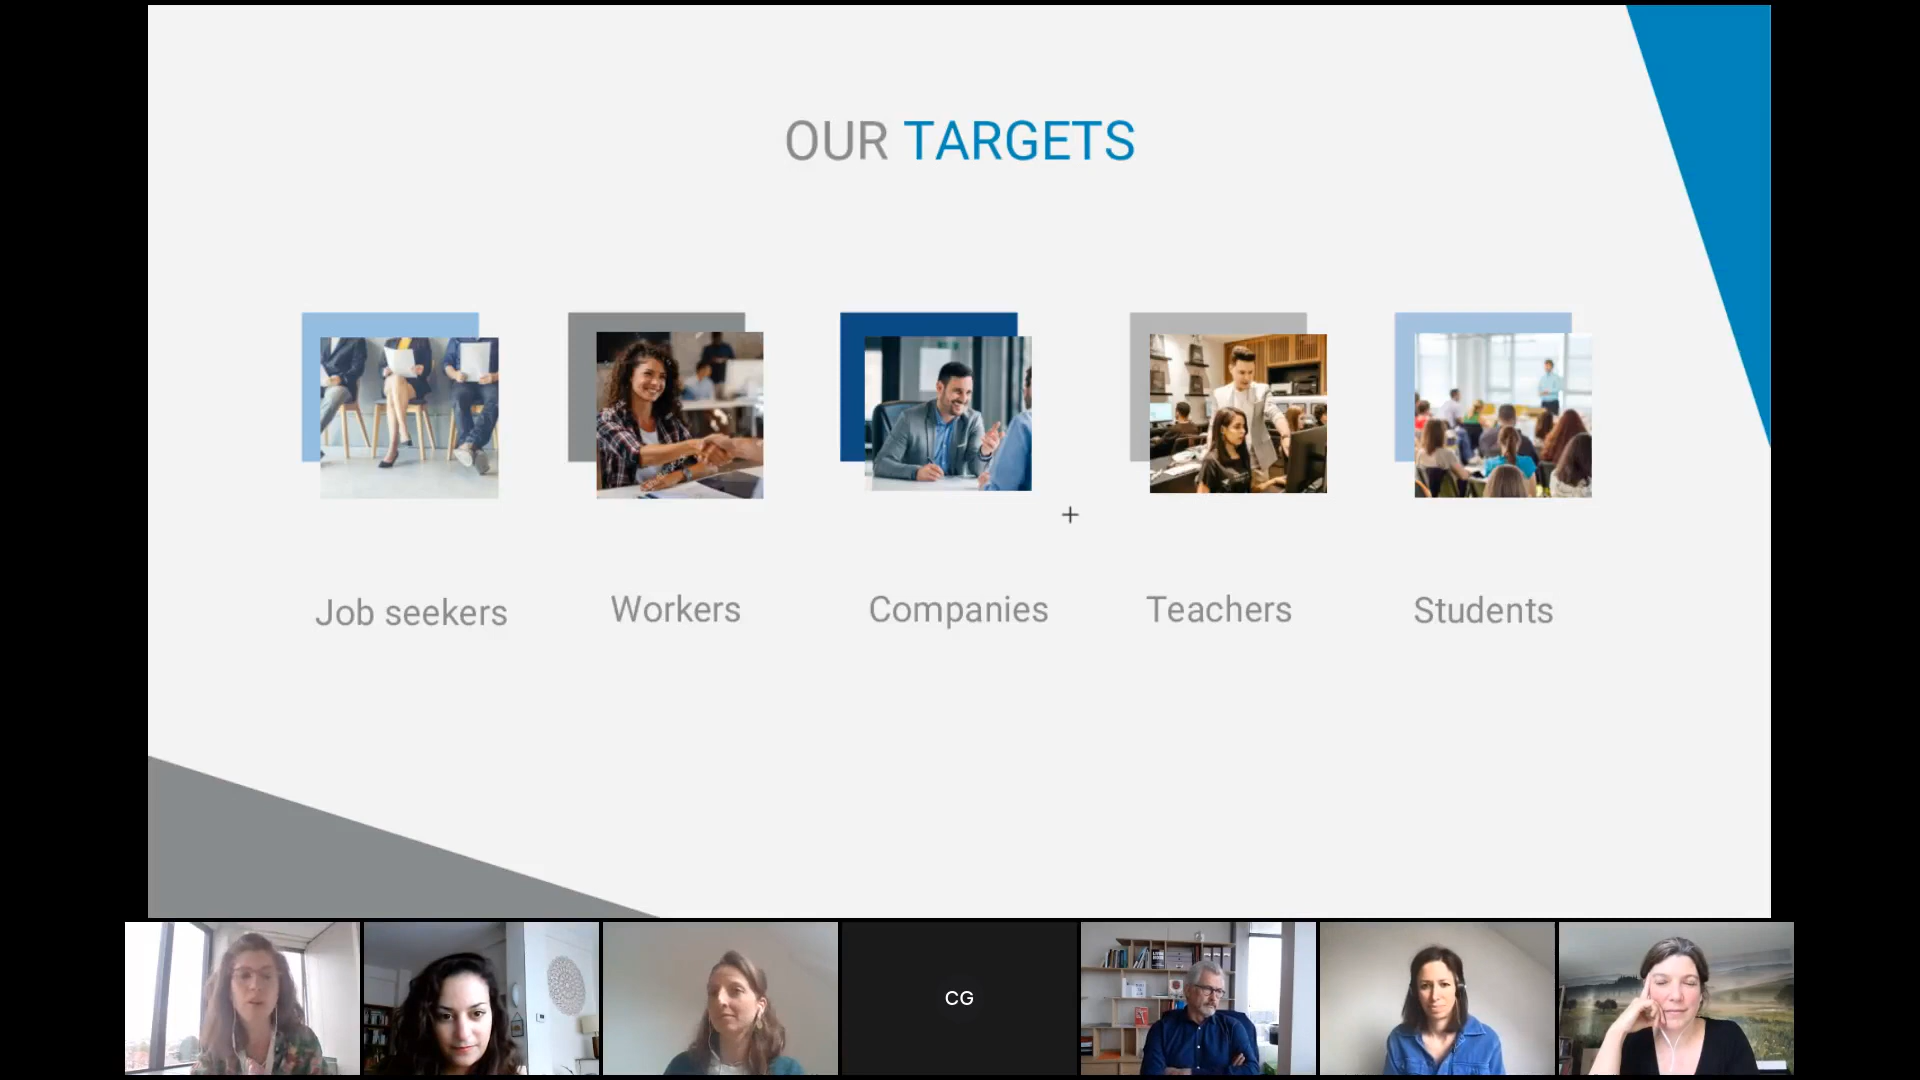 OUR TARGETS
Job seekers
Workers
Companies
Teachers
Students
CG